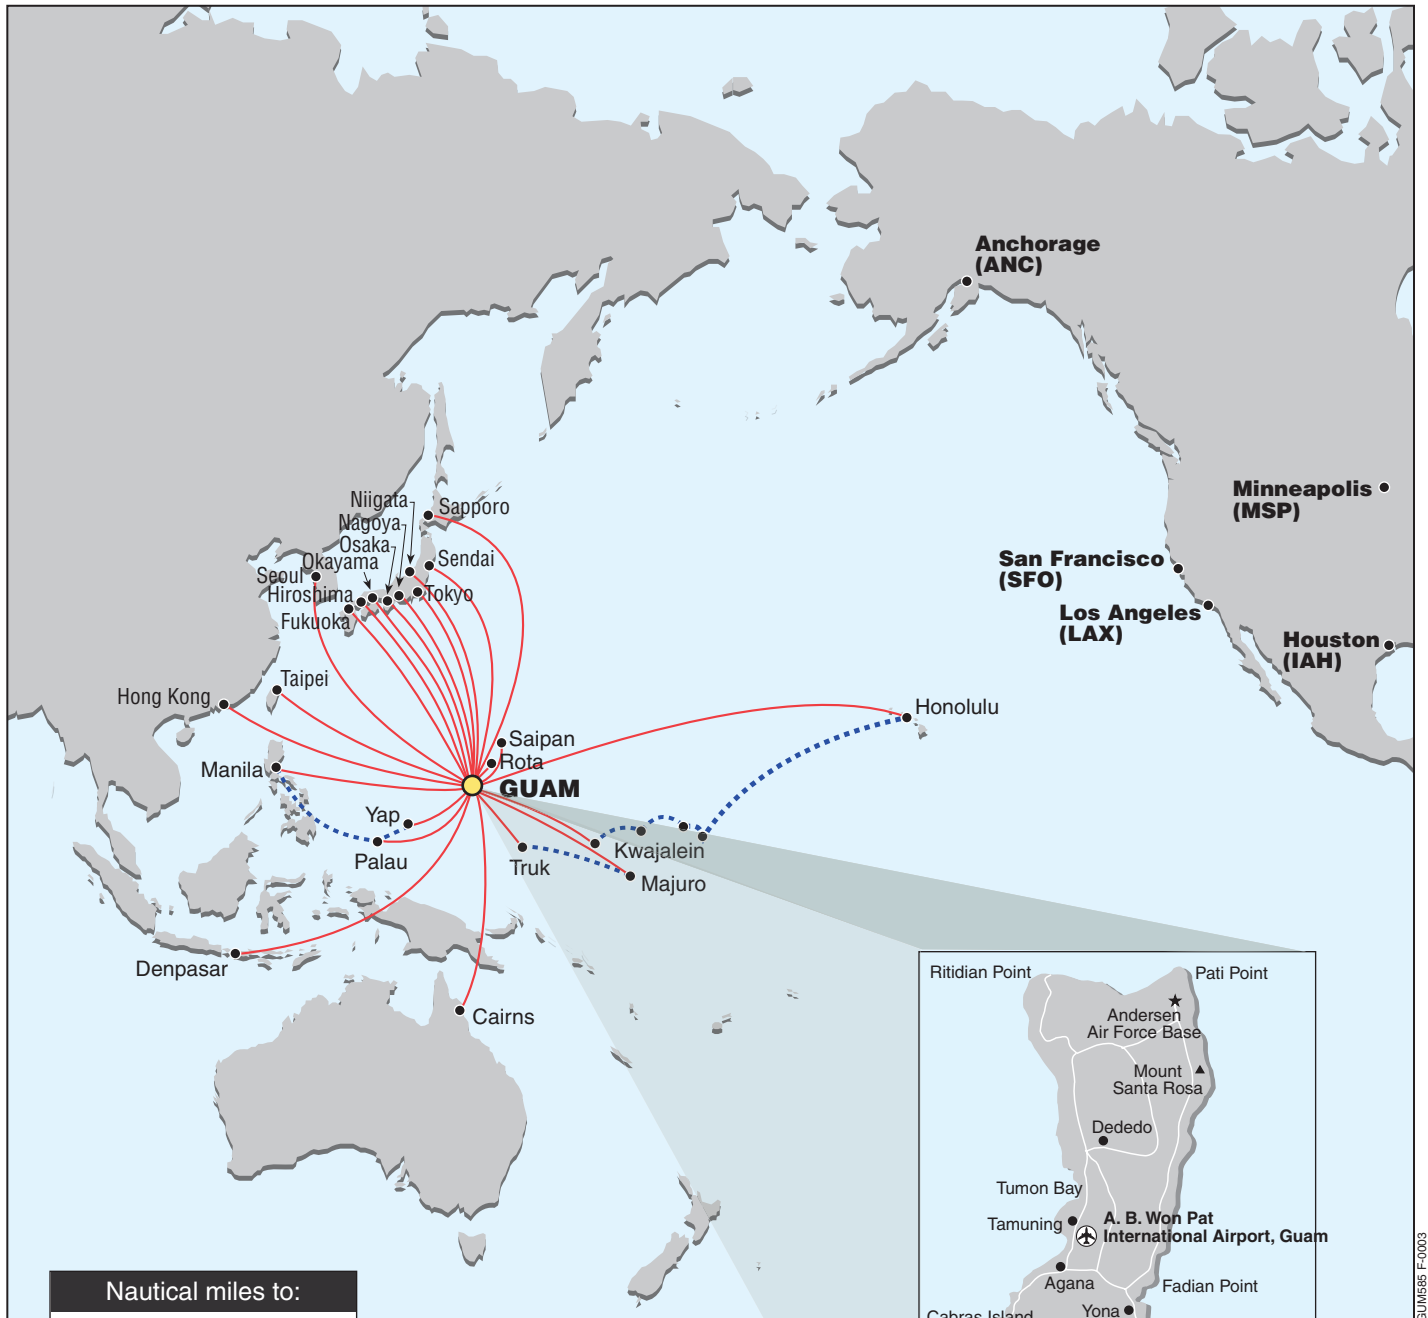 Anchorage
(ANC)
Minneapolis
(MSP)
San Francisco
(SFO)
Los Angeles
(LAX)
Houston
(IAH)
Niigata
Sapporo
Nagoya
Osaka
Sendai
Okayama
Seoul
Hiroshima
Tokyo
Fukuoka
Taipei
Hong Kong
Honolulu
Saipan
Rota
Manila
GUAM
Yap
Palau
Kwajalein
Truk
Majuro
Denpasar
Cairns
Ritidian Point
Pati Point
Andersen
Air Force Base
Mount
Santa Rosa
Dededo
Tumon Bay
Tamuning
A. B. Won Pat
International Airport, Guam
Agana
Fadian Point
Cabras Island
Yona
Nautical miles to:
GUM585 F-0003